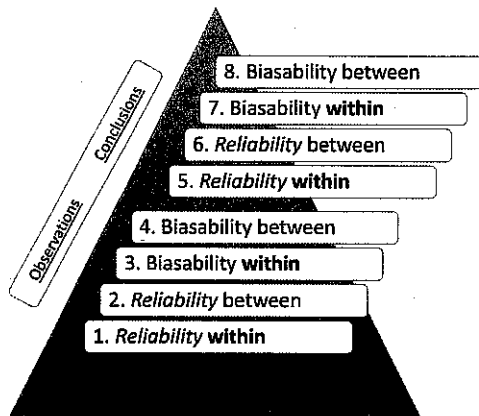 8. Biasability between
7. Biasability within
6. Reliability between
5. Reliability within
4. Biasability between
3. Biasability within
2. Reliability between
1. Reliability within
Conclusions
Observations